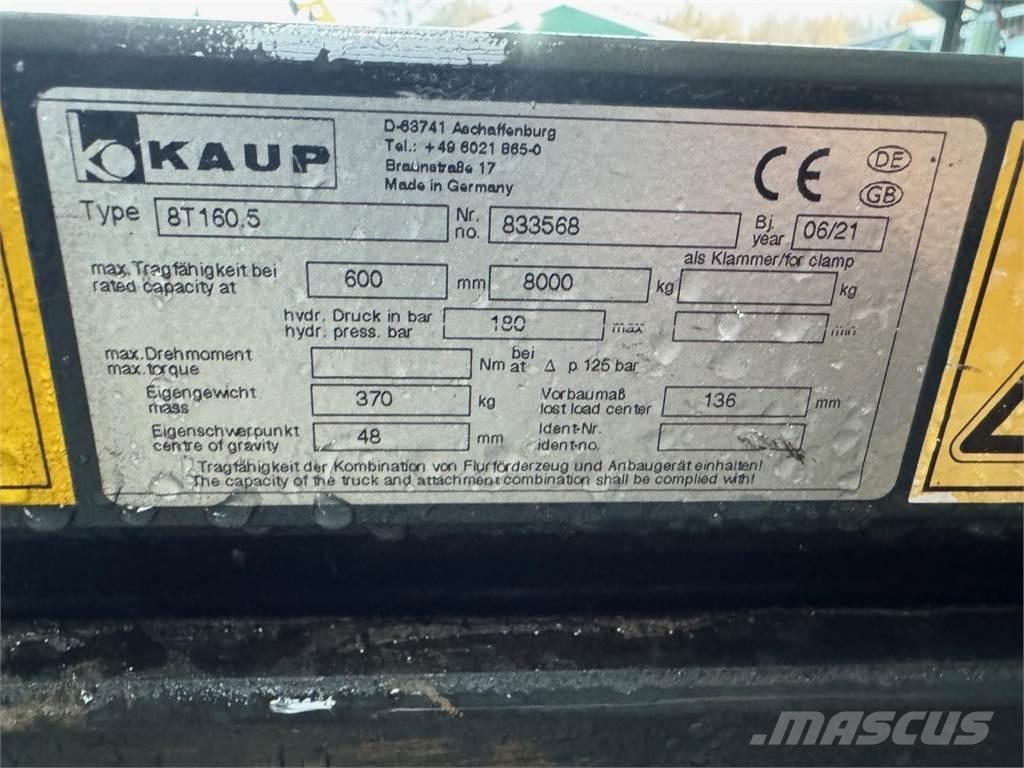 KAUP
D-63741 Aschaffenburg
Tel.: +49 6021 865-0
Braunstraße 17
Made in Germany
CE DE
GB
Type 8T160.5 Nr. no. 833568 Bj. year 06/21
als Klammer/for clamp
max. Tragfähigkeit bei
rated capacity at 600 mm 8000 kg kg
hydr. Druck in bar
hydr. press. bar 180 max min
max. Drehmoment
max. torque Nm bei at Δ p 125 bar
Eigengewicht
mass 370 kg Vorbaumaß
lost load center 136 mm
Eigenschwerpunkt
centre of gravity 48 mm Ident-Nr.
ident-no.
Tragfähigkeit der Kombination von Flurförderzeug und Anbaugerät einhalten!
The capacity of the truck and attachment combination shall be complied with!
MASCUS